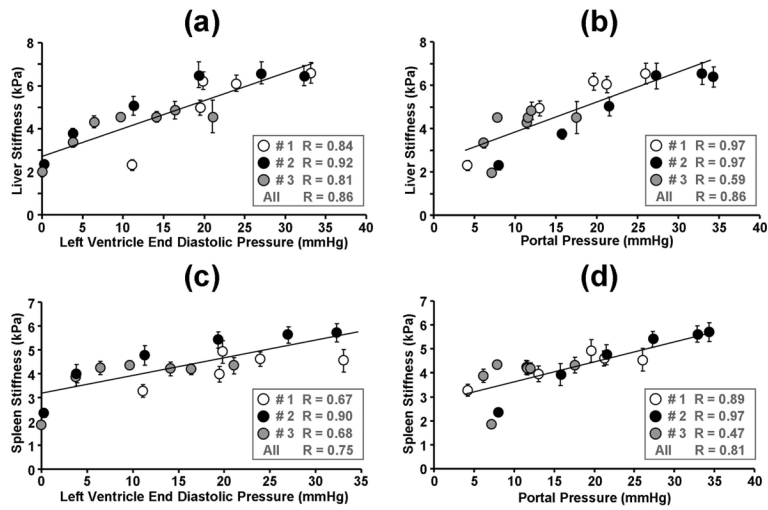 (a)
Liver Stiffness (kPa)
8
6
4
2
0
0 5 10 15 20 25 30 35 40
Left Ventricle End Diastolic Pressure (mmHg)
# 1 R = 0.84
# 2 R = 0.92
# 3 R = 0.81
All R = 0.86
(b)
Liver Stiffness (kPa)
8
6
4
2
0
0 5 10 15 20 25 30 35 40
Portal Pressure (mmHg)
# 1 R = 0.97
# 2 R = 0.97
# 3 R = 0.59
All R = 0.86
(c)
Spleen Stiffness (kPa)
7
6
5
4
3
2
1
0
0 5 10 15 20 25 30 35
Left Ventricle End Diastolic Pressure (mmHg)
# 1 R = 0.67
# 2 R = 0.90
# 3 R = 0.68
All R = 0.75
(d)
Spleen Stiffness (kPa)
7
6
5
4
3
2
1
0
0 5 10 15 20 25 30 35 40
Portal Pressure (mmHg)
# 1 R = 0.89
# 2 R = 0.97
# 3 R = 0.47
All R = 0.81